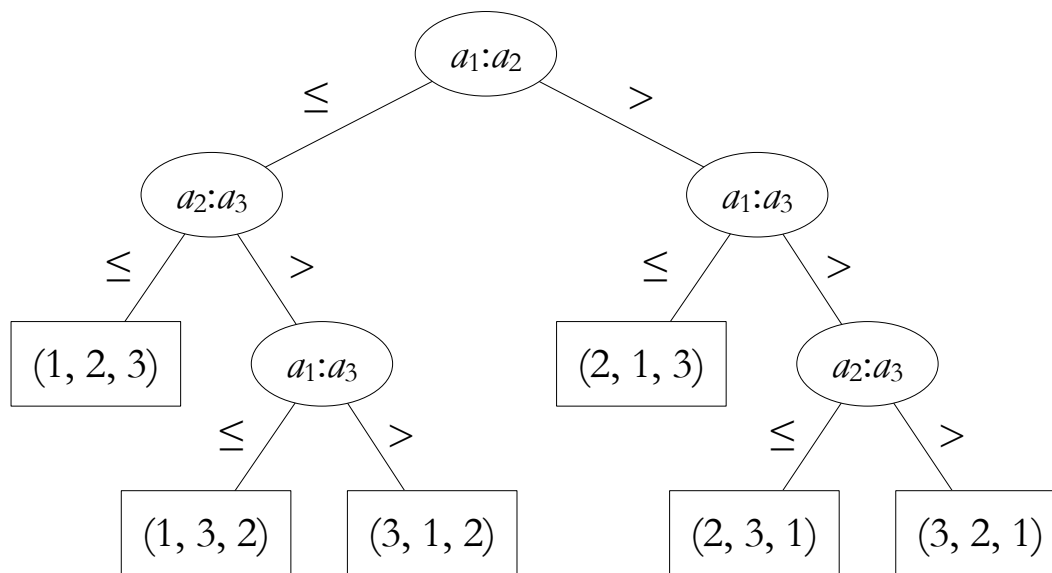 a₁:a₂
≤ >
a₂:a₃ a₁:a₃
≤ > ≤ >
(1, 2, 3) a₁:a₃ (2, 1, 3) a₂:a₃
≤ > ≤ >
(1, 3, 2) (3, 1, 2) (2, 3, 1) (3, 2, 1)